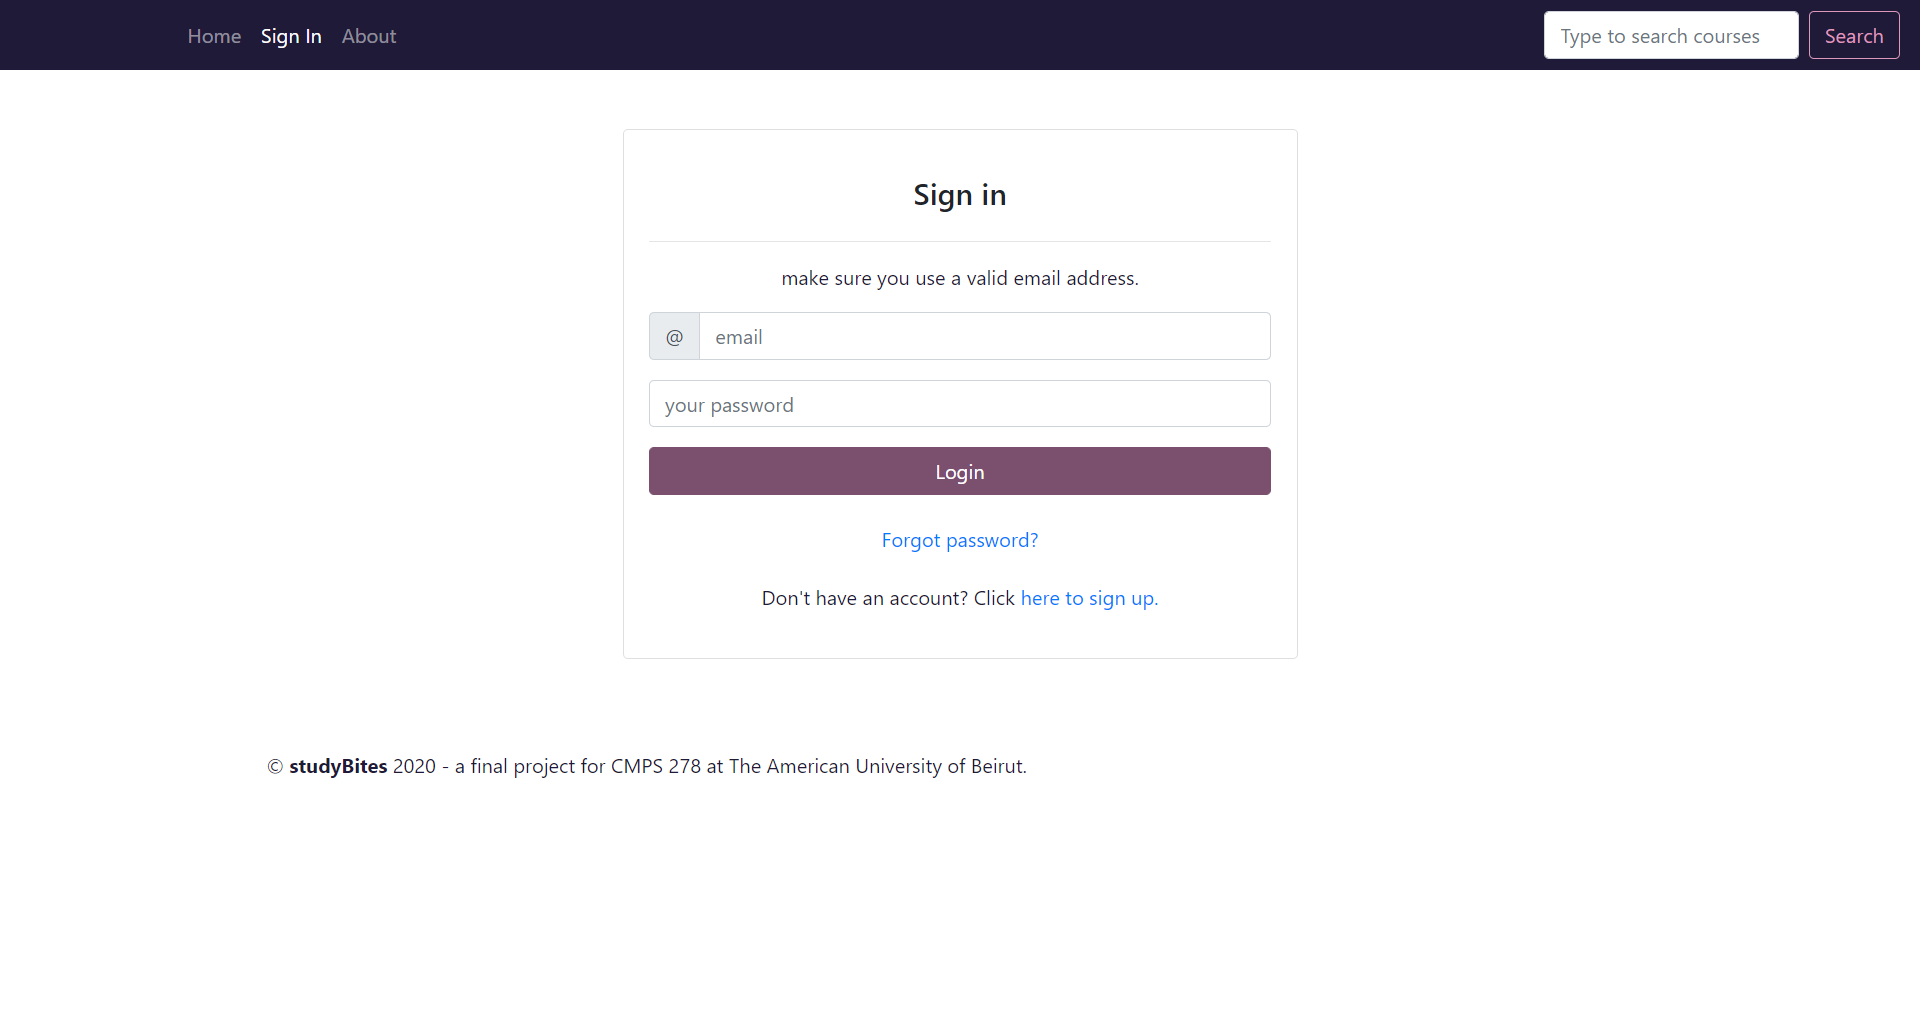 Home Sign In About Type to search courses Search
Sign in
make sure you use a valid email address.
@ email
your password
Login
Forgot password?
Don't have an account? Click here to sign up.
© studyBites 2020 - a final project for CMPS 278 at The American University of Beirut.